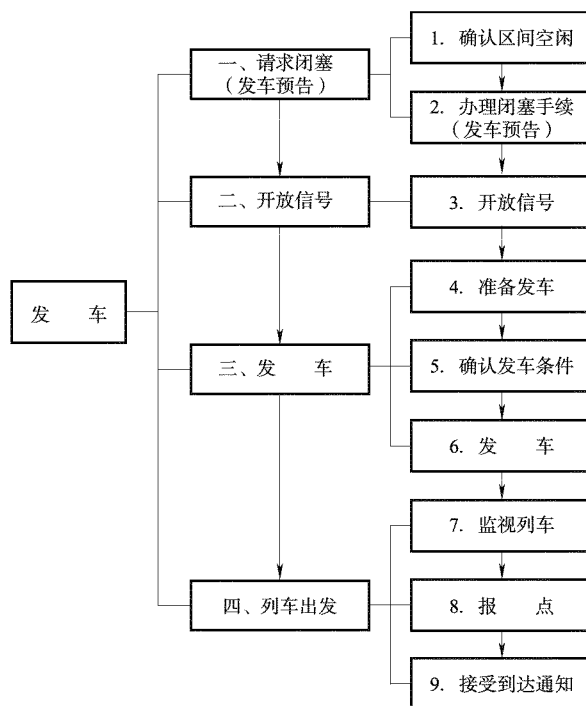 发 车
一、请求闭塞
（发车预告）
二、开放信号
三、发 车
四、列车出发
1. 确认区间空闲
2. 办理闭塞手续
（发车预告）
3. 开放信号
4. 准备发车
5. 确认发车条件
6. 发 车
7. 监视列车
8. 报 点
9. 接受到达通知